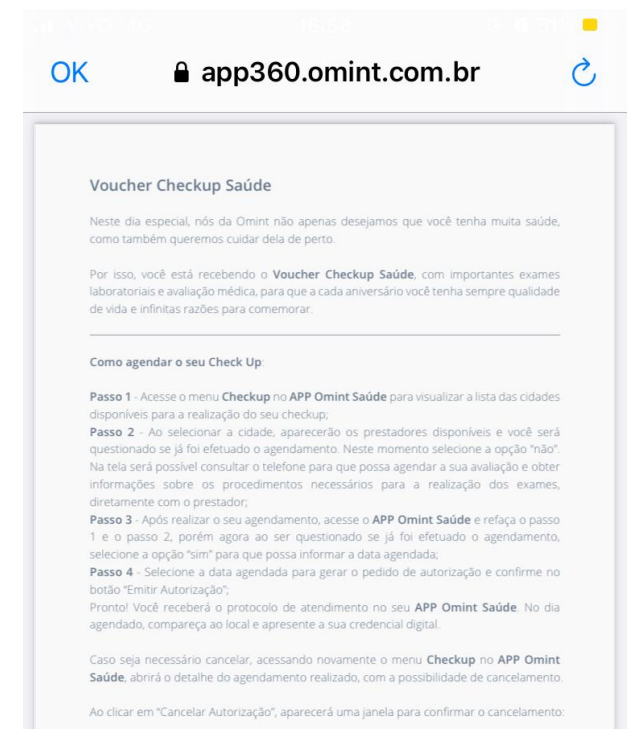 OK
app360.omint.com.br
Voucher Checkup Saúde
Neste dia especial, nós da Omint não apenas desejamos que você tenha muita saúde,
como também queremos cuidar dela de perto.
Por isso, você está recebendo o Voucher Checkup Saúde, com importantes exames
laboratoriais e avaliação médica, para que a cada aniversário você tenha sempre qualidade
de vida e infinitas razões para comemorar.
Como agendar o seu Check Up:
Passo 1 - Acesse o menu Checkup no APP Omint Saúde para visualizar a lista das cidades
disponíveis para a realização do seu checkup;
Passo 2 - Ao selecionar a cidade, aparecerão os prestadores disponíveis e você será
questionado se já foi efetuado o agendamento. Neste momento selecione a opção "não".
Na tela será possível consultar o telefone para que possa agendar a sua avaliação e obter
informações sobre os procedimentos necessários para a realização dos exames,
diretamente com o prestador;
Passo 3 - Após realizar o seu agendamento, acesse o APP Omint Saúde e refaça o passo
1 e o passo 2, porém agora ao ser questionado se já foi efetuado o agendamento,
selecione a opção "sim" para que possa informar a data agendada;
Passo 4 - Selecione a data agendada para gerar o pedido de autorização e confirme no
botão "Emitir Autorização";
Pronto! Você receberá o protocolo de atendimento no seu APP Omint Saúde. No dia
agendado, compareça ao local e apresente a sua credencial digital.
Caso seja necessário cancelar, acessando novamente o menu Checkup no APP Omint
Saúde, abrirá o detalhe do agendamento realizado, com a possibilidade de cancelamento.
Ao clicar em "Cancelar Autorização", aparecerá uma janela para confirmar o cancelamento: